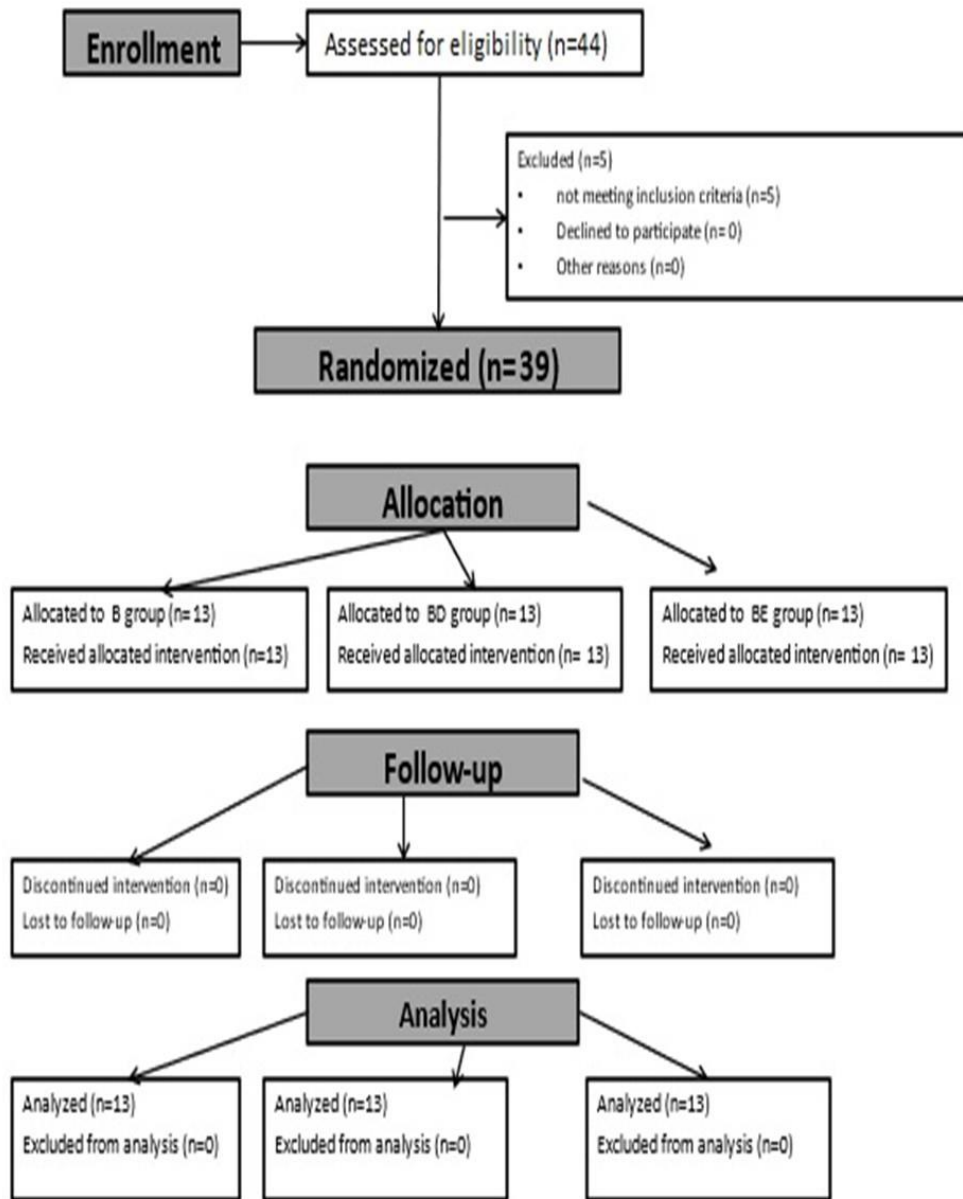 Enrollment
Assessed for eligibility (n=44)
Excluded (n=5)
• not meeting inclusion criteria (n=5)
• Declined to participate (n= 0)
• Other reasons (n=0)
Randomized (n=39)
Allocation
Allocated to B group (n= 13)
Received allocated intervention (n=13)
Allocated to BD group (n= 13)
Received allocated intervention (n= 13)
Allocated to BE group (n= 13)
Received allocated intervention (n= 13)
Follow-up
Discontinued intervention (n=0)
Lost to follow-up (n=0)
Discontinued intervention (n=0)
Lost to follow-up (n=0)
Discontinued intervention (n=0)
Lost to follow-up (n=0)
Analysis
Analyzed (n=13)
Excluded from analysis (n=0)
Analyzed (n=13)
Excluded from analysis (n=0)
Analyzed (n=13)
Excluded from analysis (n=0)